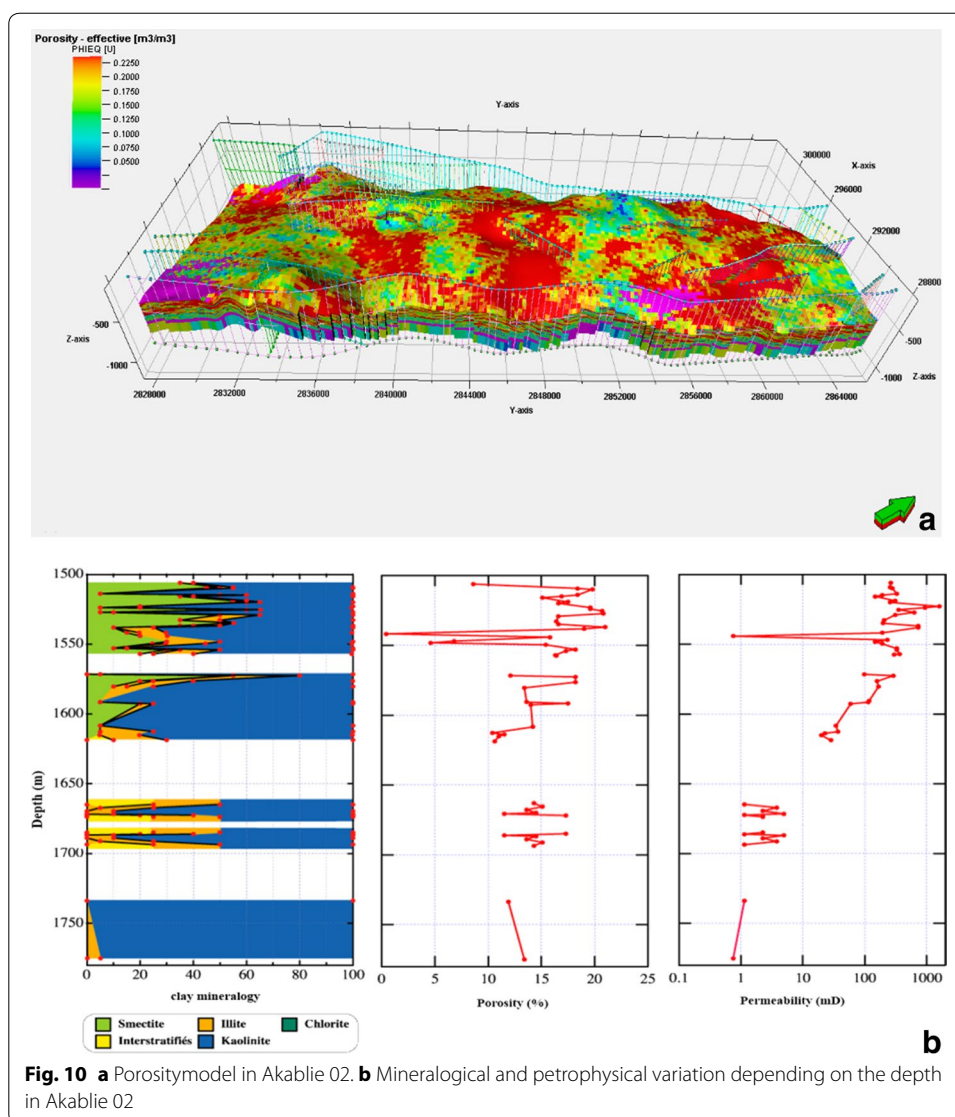 Porosity - effective [m3/m3]
PHIEQ [U]
0.2250
0.2000
0.1750
0.1500
0.1250
0.1000
0.0750
0.0500
Y-axis
300000
X-axis
296000
292000
28800
-500
Z-axis
-1000
-500
-1000
Z-axis
2828000
2832000
2836000
2840000
2844000
2848000
2852000
2856000
2860000
2864000
Y-axis
a
1500
1550
1600
1650
1700
1750
Depth (m)
0 20 40 60 80 100
clay mineralogy
0 5 10 15 20 25
Porosity (%)
0.1 1 10 100 1000
Permeability (mD)
Smectite Illite Chlorite
Interstratifiés Kaolinite
b
Fig. 10 a Porositymodel in Akablie 02. b Mineralogical and petrophysical variation depending on the depth
in Akablie 02